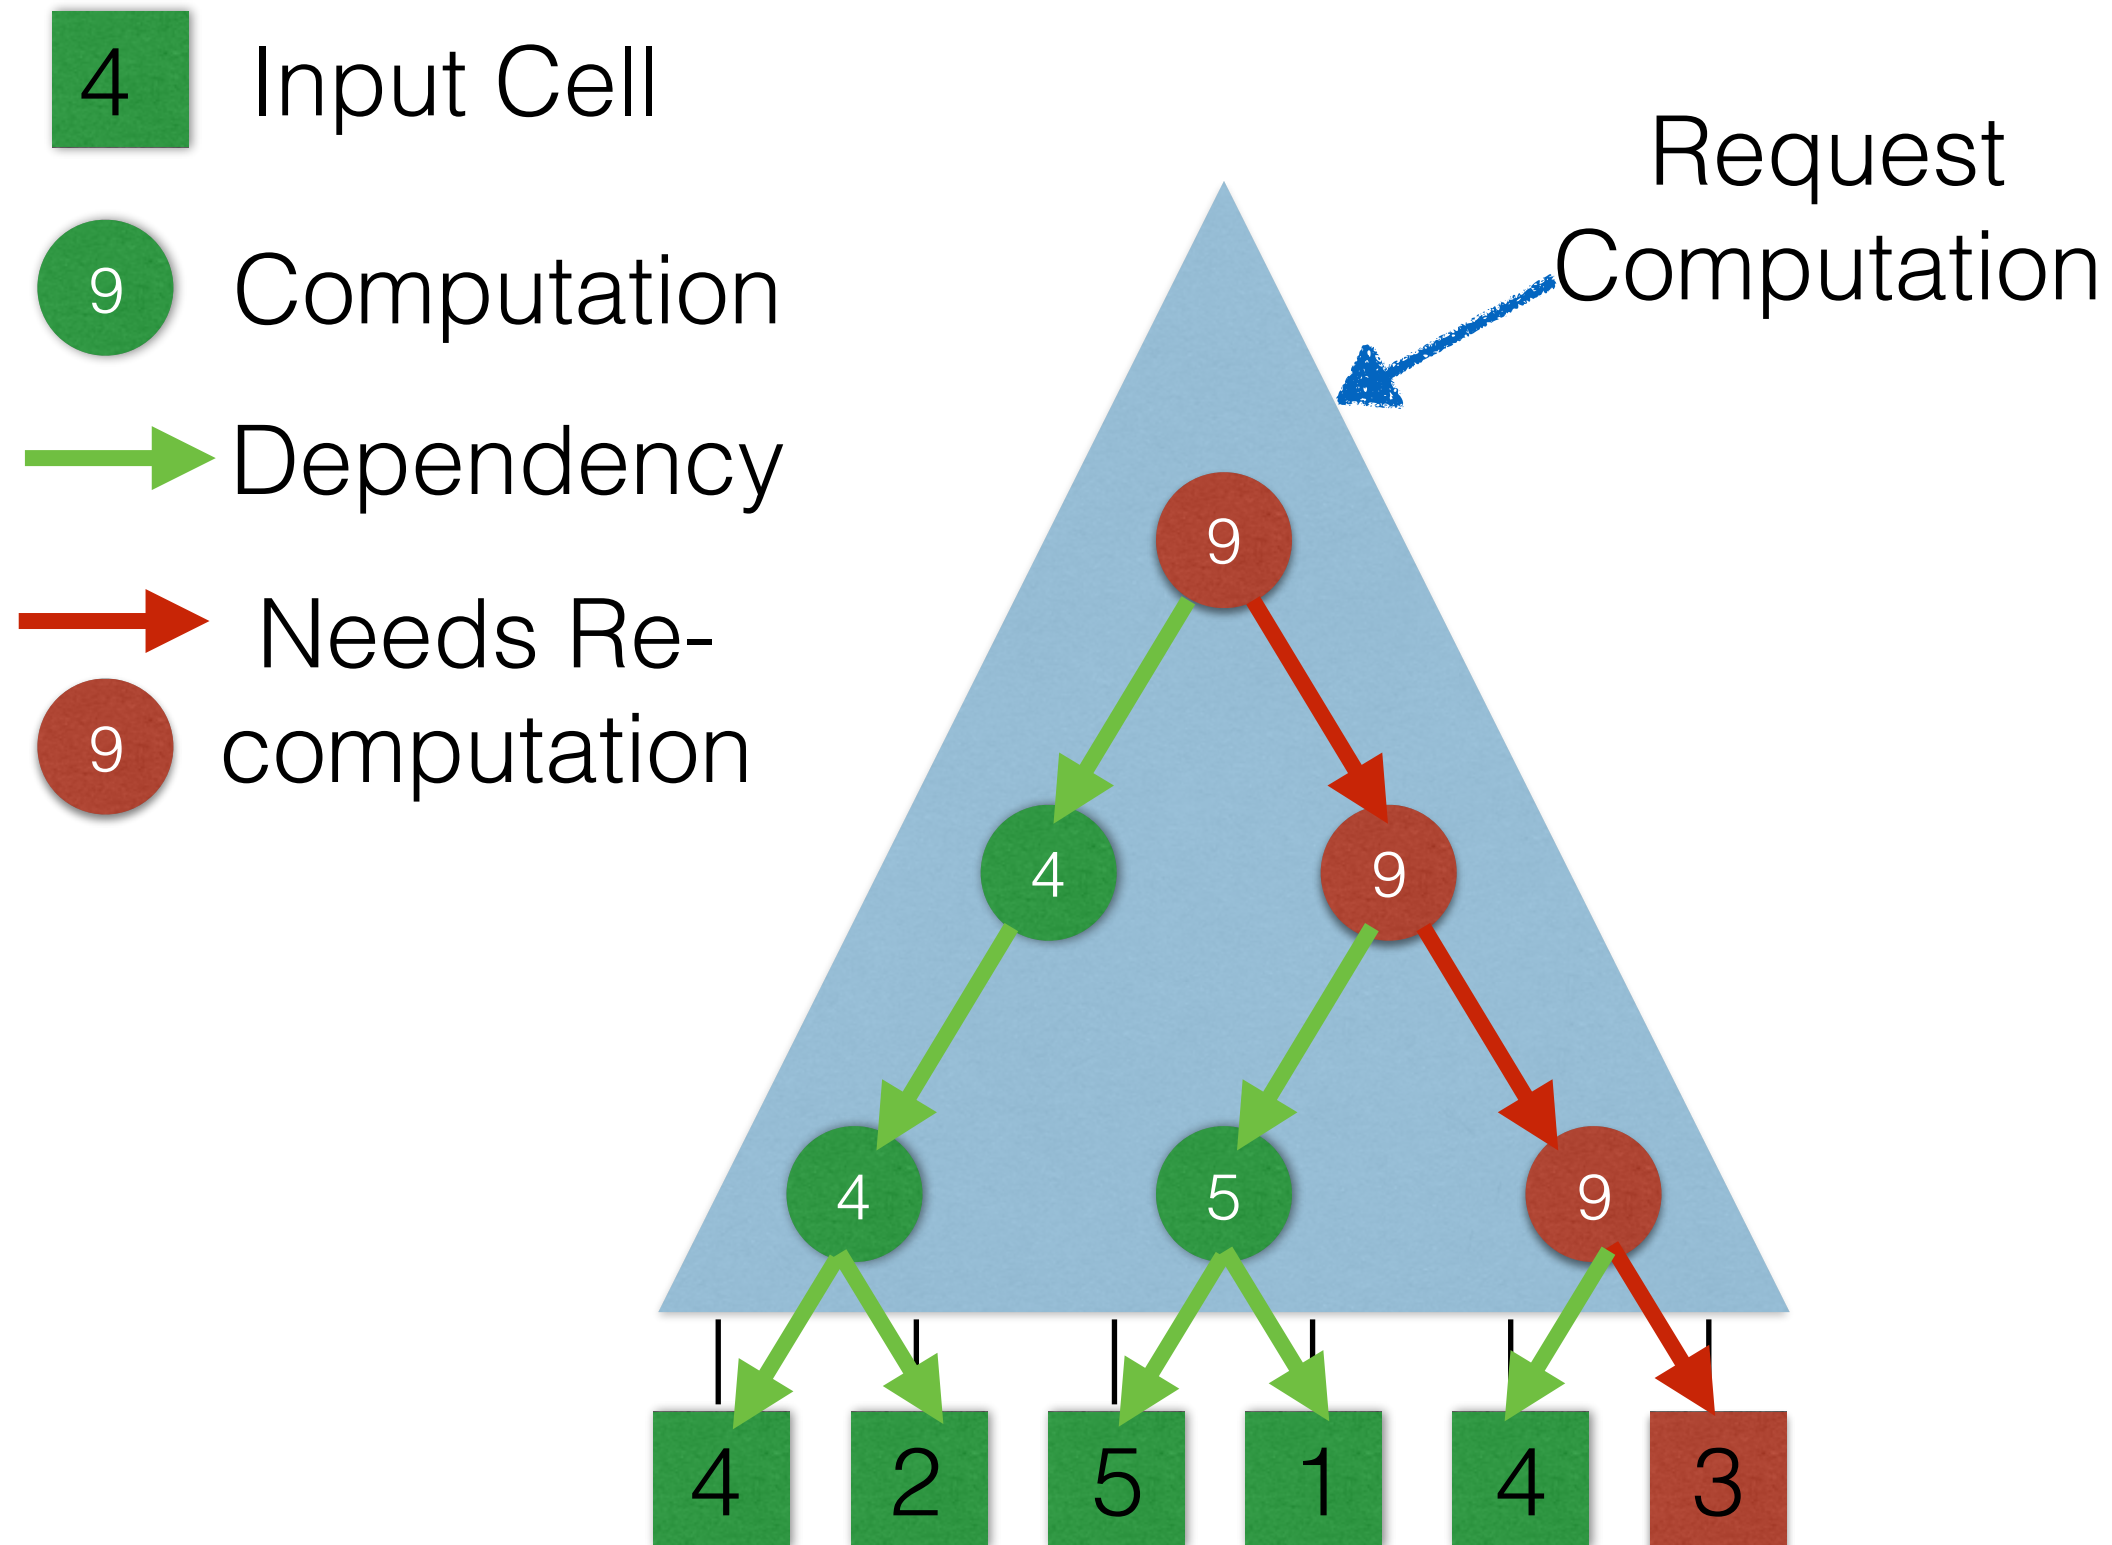 4 Input Cell
9 Computation
Dependency
Needs Re-
9 computation
Request
Computation
9
4 9
4 5 9
4 2 5 1 4 3